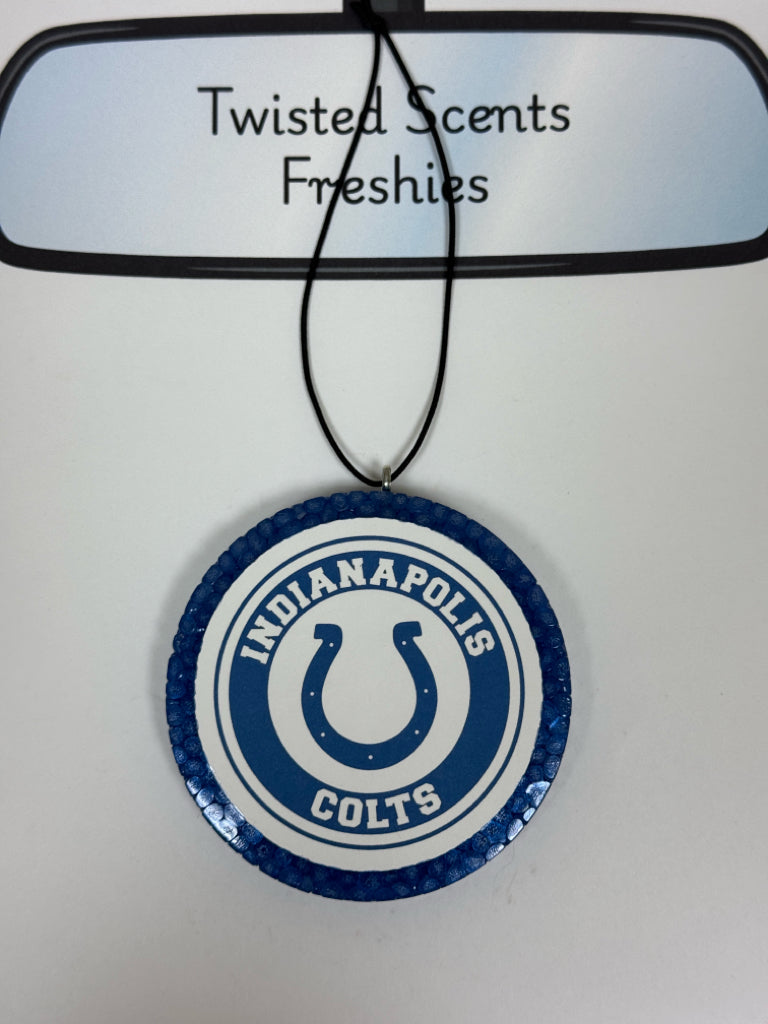 Twisted Scents
Freshies
INDIANAPOLIS
COLTS